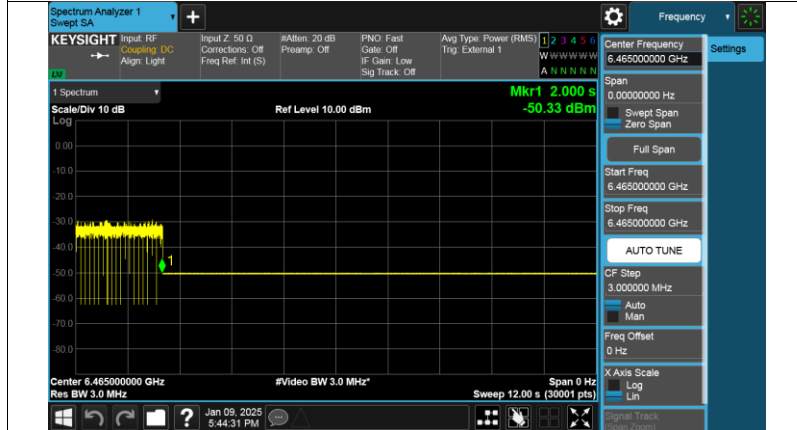 Spectrum Analyzer 1
Swept SA
Frequency
KEYSIGHT
Input: RF
Coupling: DC
Align: Light
Input Z: 50 Ω
Corrections: Off
Freq Ref: Int (S)
#Atten: 20 dB
Preamp: Off
PNO: Fast
Gate: Off
IF Gain: Low
Sig Track: Off
Avg Type: Power (RMS)
Trig: External 1
1 2 3 4 5 6
W W W W W W
A N N N N N
LXI
1 Spectrum
Scale/Div 10 dB
Log
Ref Level 10.00 dBm
Mkr1 2.000 s
-50.33 dBm
0.00
-10.0
-20.0
-30.0
-40.0
-50.0
-60.0
-70.0
-80.0
1
Center 6.465000000 GHz
Res BW 3.0 MHz
#Video BW 3.0 MHz*
Span 0 Hz
Sweep 12.00 s (30001 pts)
Jan 09, 2025
5:44:31 PM
Center Frequency
6.465000000 GHz
Settings
Span
0.00000000 Hz
Swept Span
Zero Span
Full Span
Start Freq
6.465000000 GHz
Stop Freq
6.465000000 GHz
AUTO TUNE
CF Step
3.000000 MHz
Auto
Man
Freq Offset
0 Hz
X Axis Scale
Log
Lin
Signal Track
(Span Zoom)